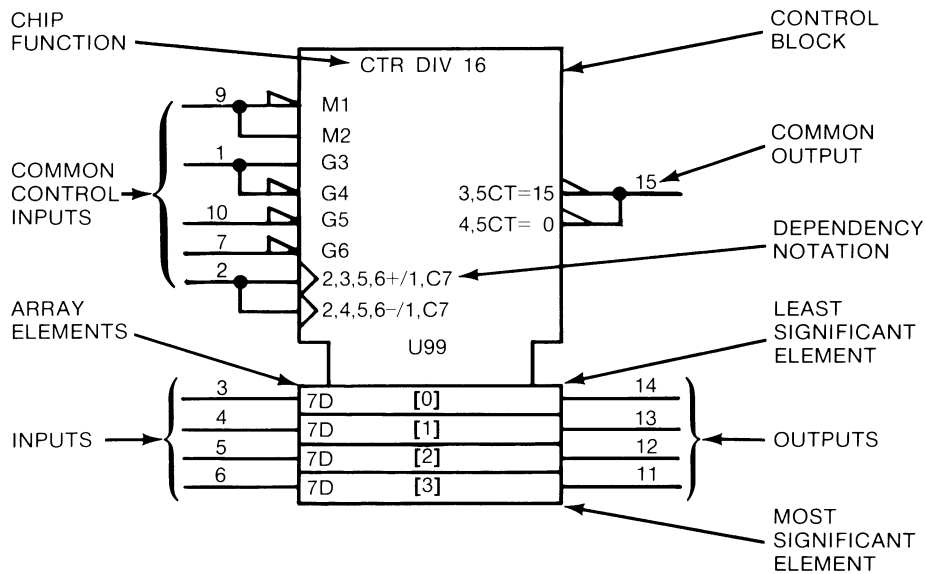 CHIP
FUNCTION
CONTROL
BLOCK
CTR DIV 16
9
M1
M2
1
G3
COMMON
OUTPUT
COMMON
CONTROL
INPUTS
G4
3,5CT=15
15
10
G5
4,5CT= 0
7
G6
DEPENDENCY
NOTATION
2
2,3,5,6+/1,C7
2,4,5,6–/1,C7
ARRAY
ELEMENTS
U99
LEAST
SIGNIFICANT
ELEMENT
3
7D
[0]
14
4
7D
[1]
13
INPUTS
OUTPUTS
5
7D
[2]
12
6
7D
[3]
11
MOST
SIGNIFICANT
ELEMENT